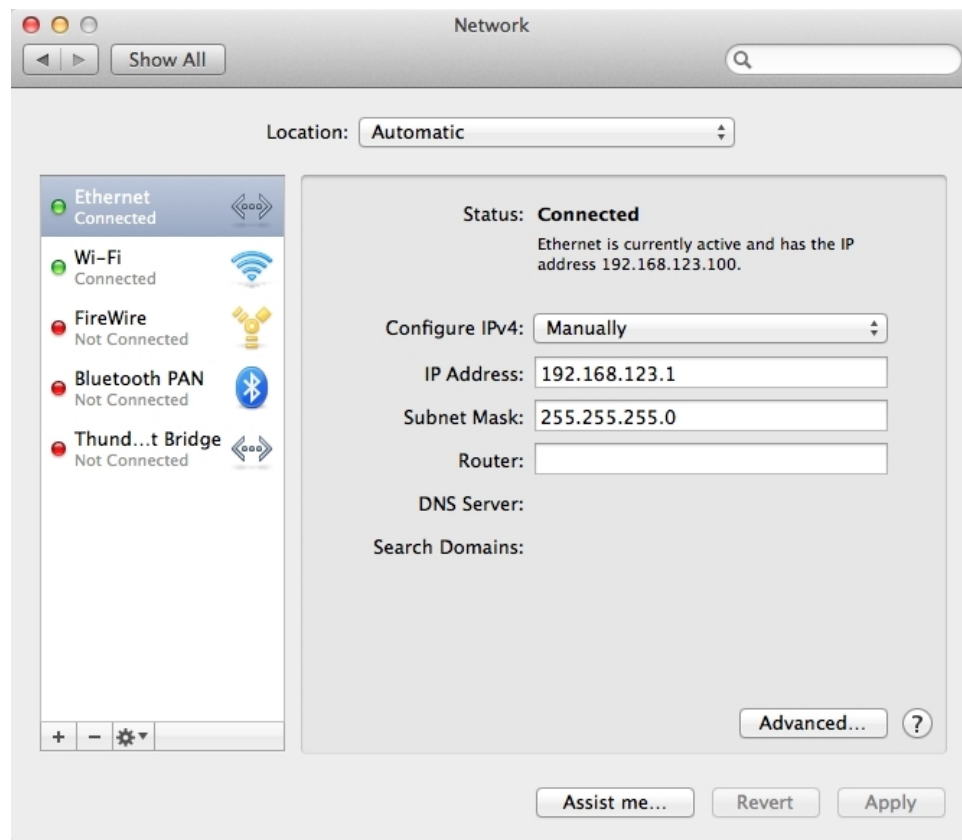 Network
Show All
Location: Automatic
Ethernet
Connected
Wi-Fi
Connected
FireWire
Not Connected
Bluetooth PAN
Not Connected
Thund...t Bridge
Not Connected
Status: Connected
Ethernet is currently active and has the IP
address 192.168.123.100.
Configure IPv4: Manually
IP Address: 192.168.123.1
Subnet Mask: 255.255.255.0
Router:
DNS Server:
Search Domains:
Advanced...
?
Assist me...
Revert
Apply